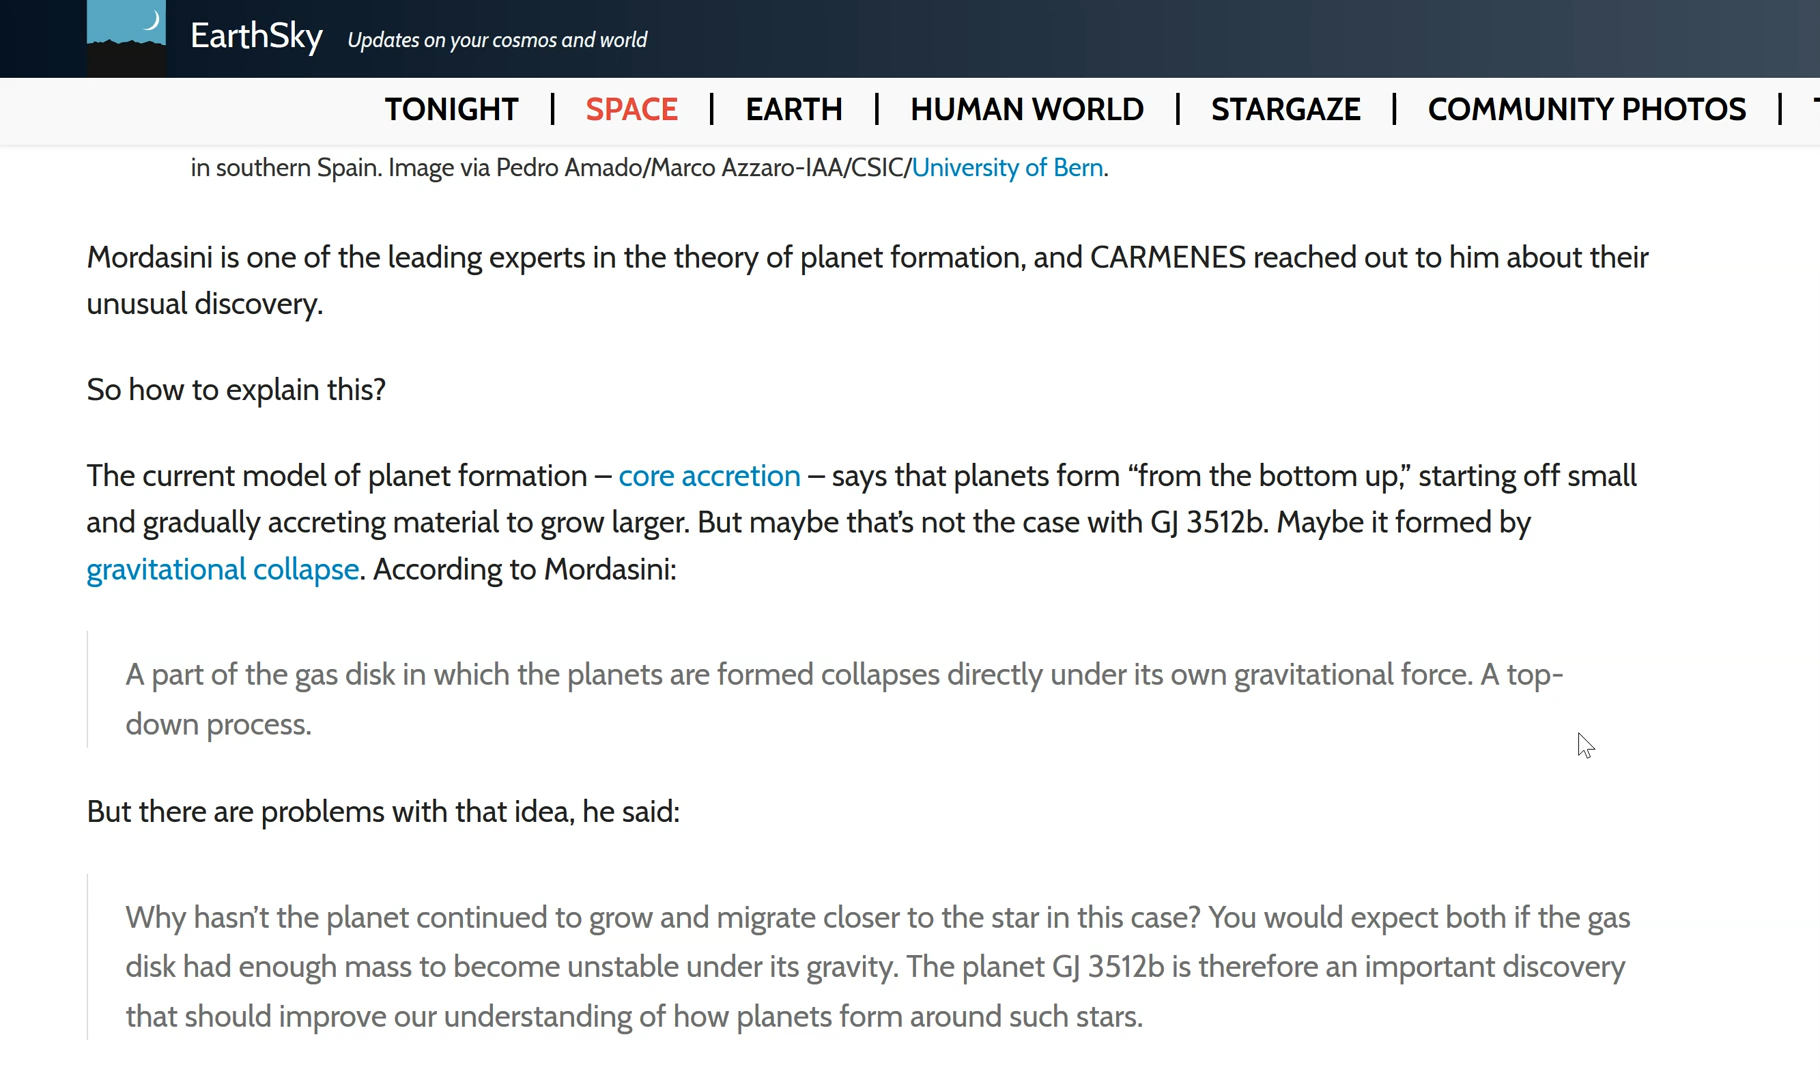 EarthSky Updates on your cosmos and world
TONIGHT | SPACE | EARTH | HUMAN WORLD | STARGAZE | COMMUNITY PHOTOS |
in southern Spain. Image via Pedro Amado/Marco Azzaro-IAA/CSIC/University of Bern.
Mordasini is one of the leading experts in the theory of planet formation, and CARMENES reached out to him about their
unusual discovery.
So how to explain this?
The current model of planet formation – core accretion – says that planets form “from the bottom up,” starting off small
and gradually accreting material to grow larger. But maybe that’s not the case with GJ 3512b. Maybe it formed by
gravitational collapse. According to Mordasini:
A part of the gas disk in which the planets are formed collapses directly under its own gravitational force. A top-
down process.
But there are problems with that idea, he said:
Why hasn’t the planet continued to grow and migrate closer to the star in this case? You would expect both if the gas
disk had enough mass to become unstable under its gravity. The planet GJ 3512b is therefore an important discovery
that should improve our understanding of how planets form around such stars.